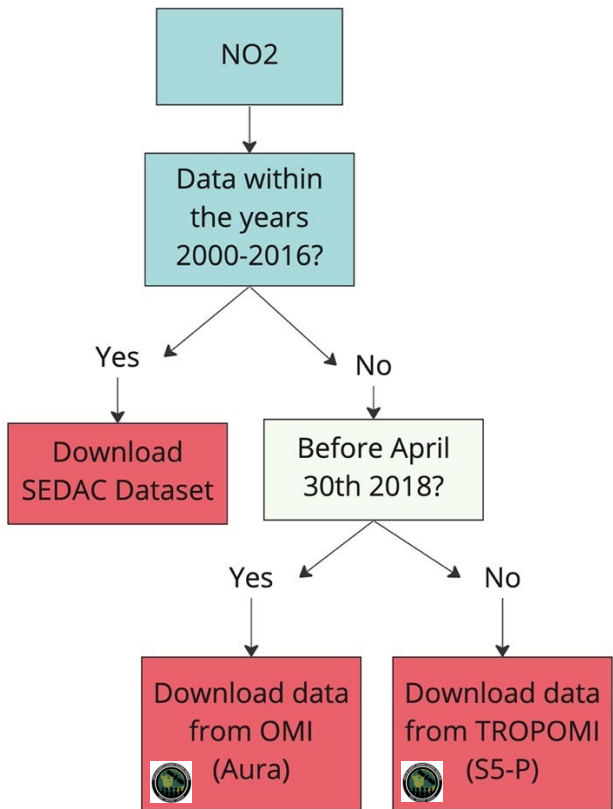 NO2
Data within
the years
2000-2016?
Yes
No
Download
SEDAC Dataset
Before April
30th 2018?
Yes
No
Download data
from OMI
(Aura)
Download data
from TROPOMI
(S5-P)